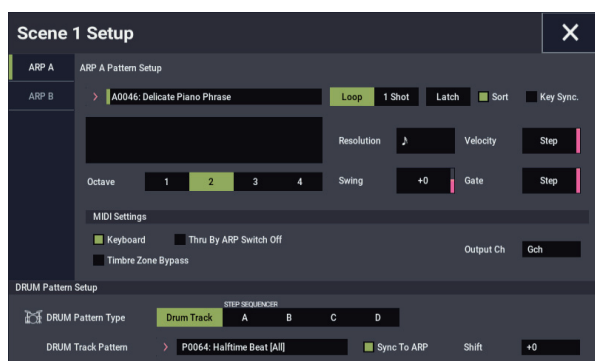 Scene 1 Setup
ARP A
ARP A Pattern Setup
ARP B
A0046: Delicate Piano Phrase
Loop
1 Shot
Latch
Sort
Key Sync.
Resolution
Velocity
Step
Octave
1
2
3
4
Swing
+0
Gate
Step
MIDI Settings
Keyboard
Thru By ARP Switch Off
Timbre Zone Bypass
Output Ch
Gch
DRUM Pattern Setup
STEP SEQUENCER
DRUM Pattern Type
Drum Track
A
B
C
D
DRUM Track Pattern
P0064: Halftime Beat [All]
Sync To ARP
Shift
+0